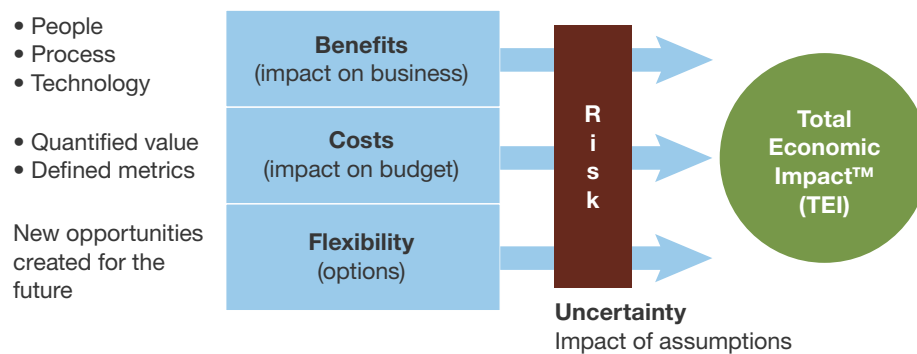 • People
• Process
• Technology
Benefits
(impact on business)
• Quantified value
• Defined metrics
Costs
(impact on budget)
New opportunities
created for the
future
Flexibility
(options)
R
i
s
k
Uncertainty
Impact of assumptions
Total
Economic
Impact™
(TEI)